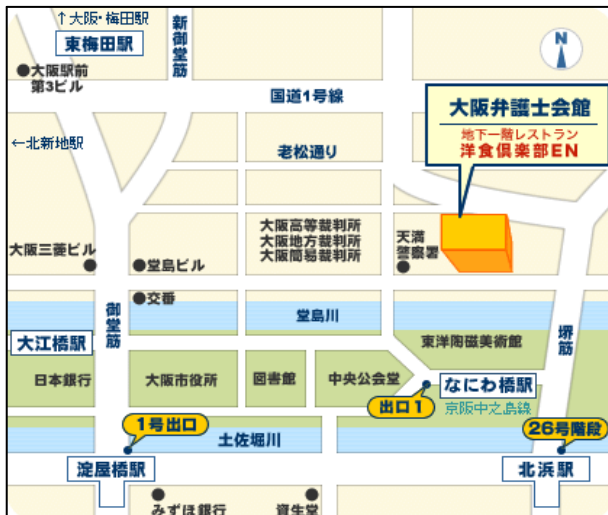 ↑大阪・梅田駅
東梅田駅
新御堂筋
N
●大阪駅前
第3ビル
国道1号線
大阪弁護士会館
地下一階レストラン
洋食倶楽部EN
←北新地駅
老松通り
大阪高等裁判所
大阪地方裁判所
大阪簡易裁判所
天満
警察署
大阪三菱ビル
堂島ビル
交番
御堂筋
堂島川
堺筋
大江橋駅
東洋陶磁美術館
日本銀行
大阪市役所
図書館
中央公会堂
なにわ橋駅
京阪中之島線
出口1
1号出口
土佐堀川
26号階段
淀屋橋駅
北浜駅
みずほ銀行
資生堂